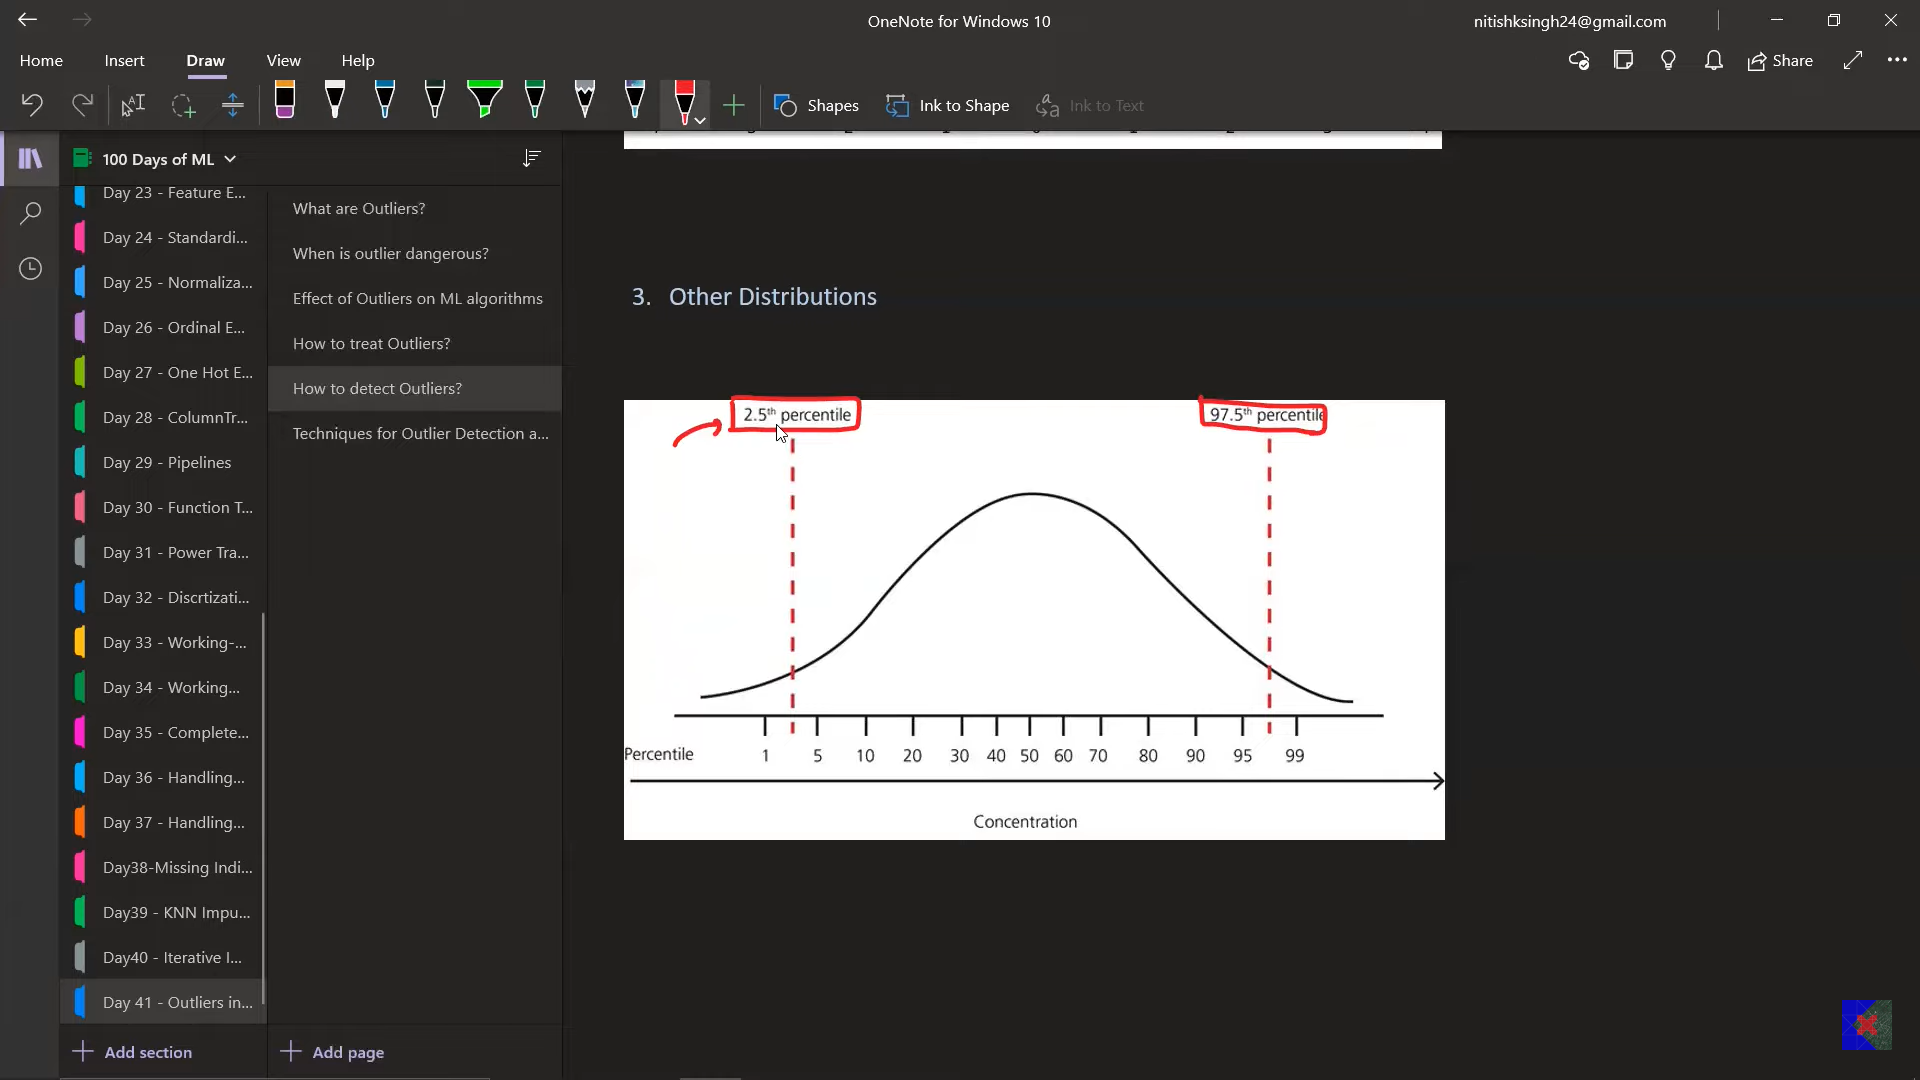 OneNote for Windows 10
nitishksingh24@gmail.com
Home
Insert
Draw
View
Help
Share
Shapes
Ink to Shape
Ink to Text
100 Days of ML
Day 23 - Feature E...
Day 24 - Standardi...
Day 25 - Normaliza...
Day 26 - Ordinal E...
Day 27 - One Hot E...
Day 28 - ColumnTr...
Day 29 - Pipelines
Day 30 - Function T...
Day 31 - Power Tra...
Day 32 - Discrtizati...
Day 33 - Working-...
Day 34 - Working...
Day 35 - Complete...
Day 36 - Handling...
Day 37 - Handling...
Day38-Missing Indi...
Day39 - KNN Impu...
Day40 - Iterative I...
Day 41 - Outliers in...
Add section
What are Outliers?
When is outlier dangerous?
Effect of Outliers on ML algorithms
How to treat Outliers?
How to detect Outliers?
Techniques for Outlier Detection a...
Add page
3. Other Distributions
2.5th percentile
97.5th percentile
Percentile 1 5 10 20 30 40 50 60 70 80 90 95 99
Concentration